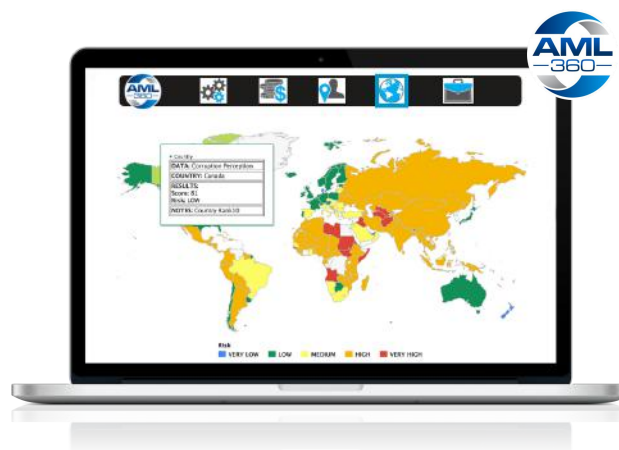 AML
-360-
AML
-360-
• Country
DATA: Corruption Perception
COUNTRY: Canada
RESULTS:
Score: 81
Risk: LOW
NOTES: Country Rank10
Risk
VERY LOW LOW MEDIUM HIGH VERY HIGH